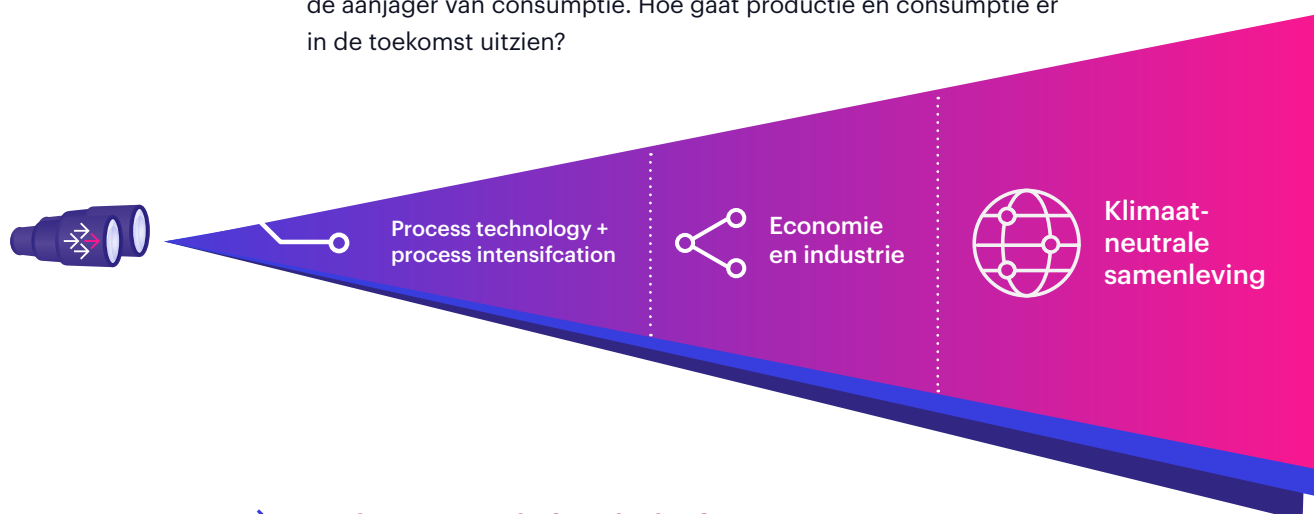 de aanjager van consumptie. Hoe gaat productie en consumptie er
in de toekomst uitzien?
Process technology +
process intensifcation
Economie
en industrie
Klimaat-
neutrale
samenleving